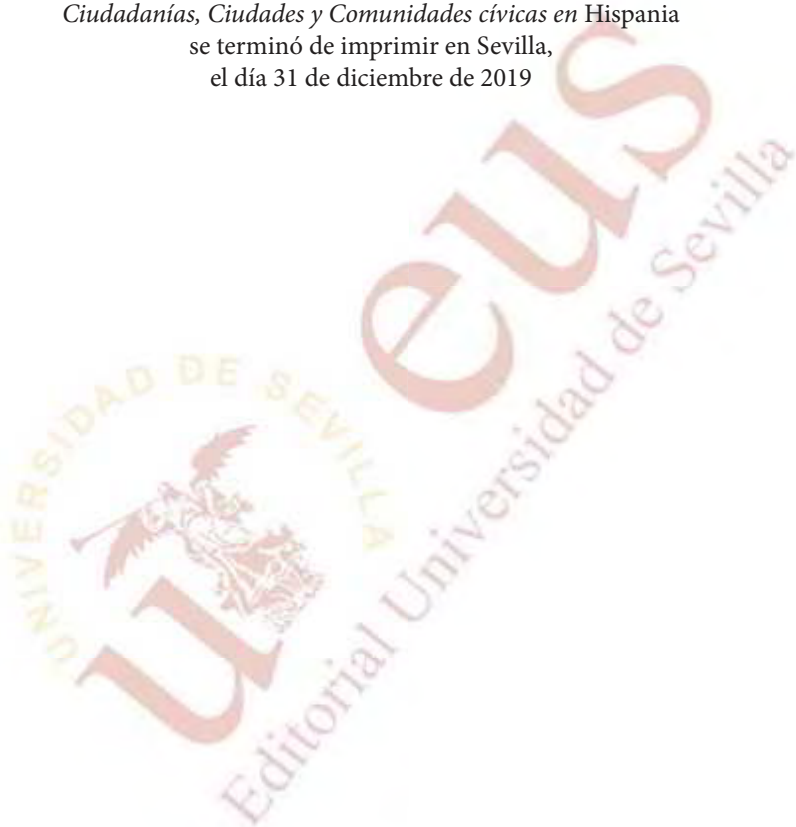 Ciudadanías, Ciudades y Comunidades cívicas en Hispania
se terminó de imprimir en Sevilla,
el día 31 de diciembre de 2019
eus
Editorial Universidad de Sevilla
UNIVERSIDAD DE SEVILLA
u